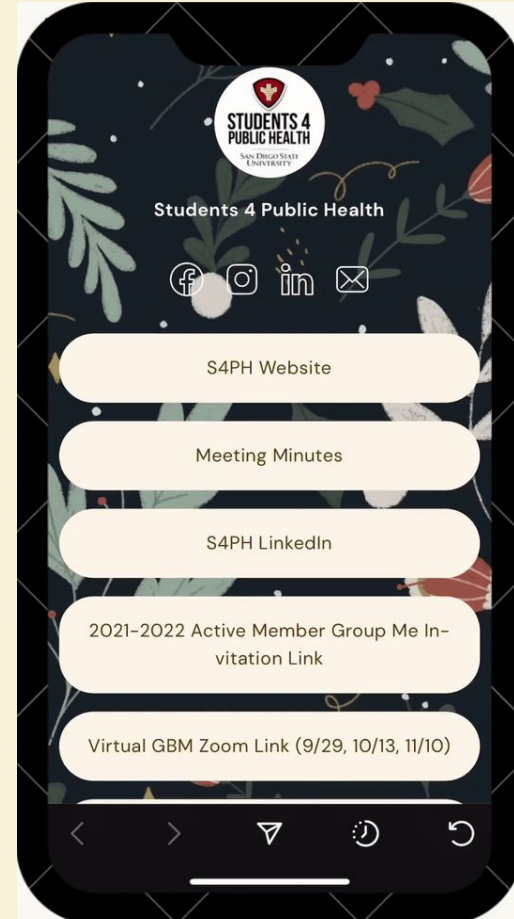 STUDENTS 4
PUBLIC HEALTH
SAN DIEGO STATE
UNIVERSITY
Students 4 Public Health
S4PH Website
Meeting Minutes
S4PH LinkedIn
2021-2022 Active Member Group Me In-
vitation Link
Virtual GBM Zoom Link (9/29, 10/13, 11/10)